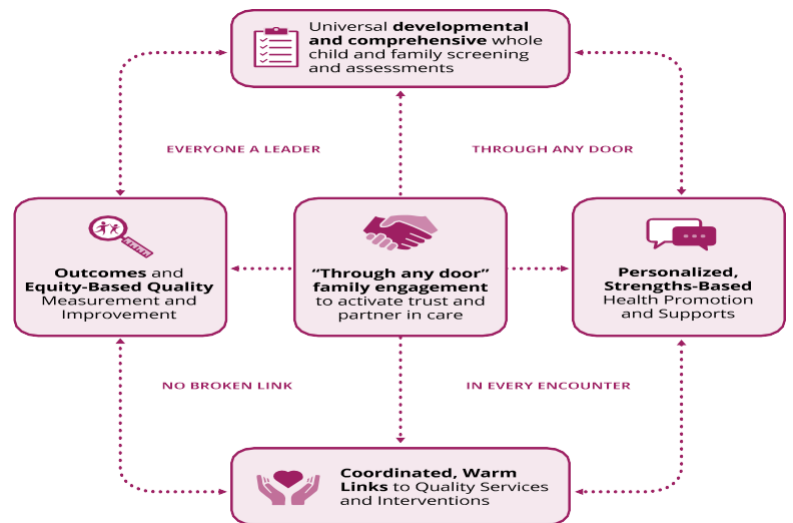 Universal developmental
and comprehensive whole
child and family screening
and assessments
EVERYONE A LEADER
THROUGH ANY DOOR
Outcomes and
Equity-Based Quality
Measurement and
Improvement
“Through any door”
family engagement
to activate trust and
partner in care
Personalized,
Strengths-Based
Health Promotion
and Supports
NO BROKEN LINK
IN EVERY ENCOUNTER
Coordinated, Warm
Links to Quality Services
and Interventions